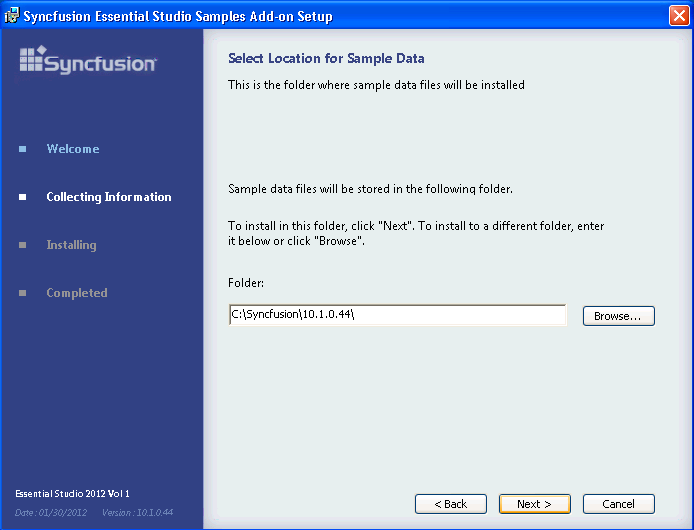 Syncfusion Essential Studio Samples Add-on Setup
Syncfusion
Welcome
Collecting Information
Installing
Completed
Select Location for Sample Data
This is the folder where sample data files will be installed
Sample data files will be stored in the following folder.
To install in this folder, click "Next". To install to a different folder, enter
it below or click "Browse".
Folder:
C:\Syncfusion\10.1.0.44\
Browse...
Essential Studio 2012 Vol 1
Date : 01/30/2012 Version : 10.1.0.44
< Back
Next >
Cancel